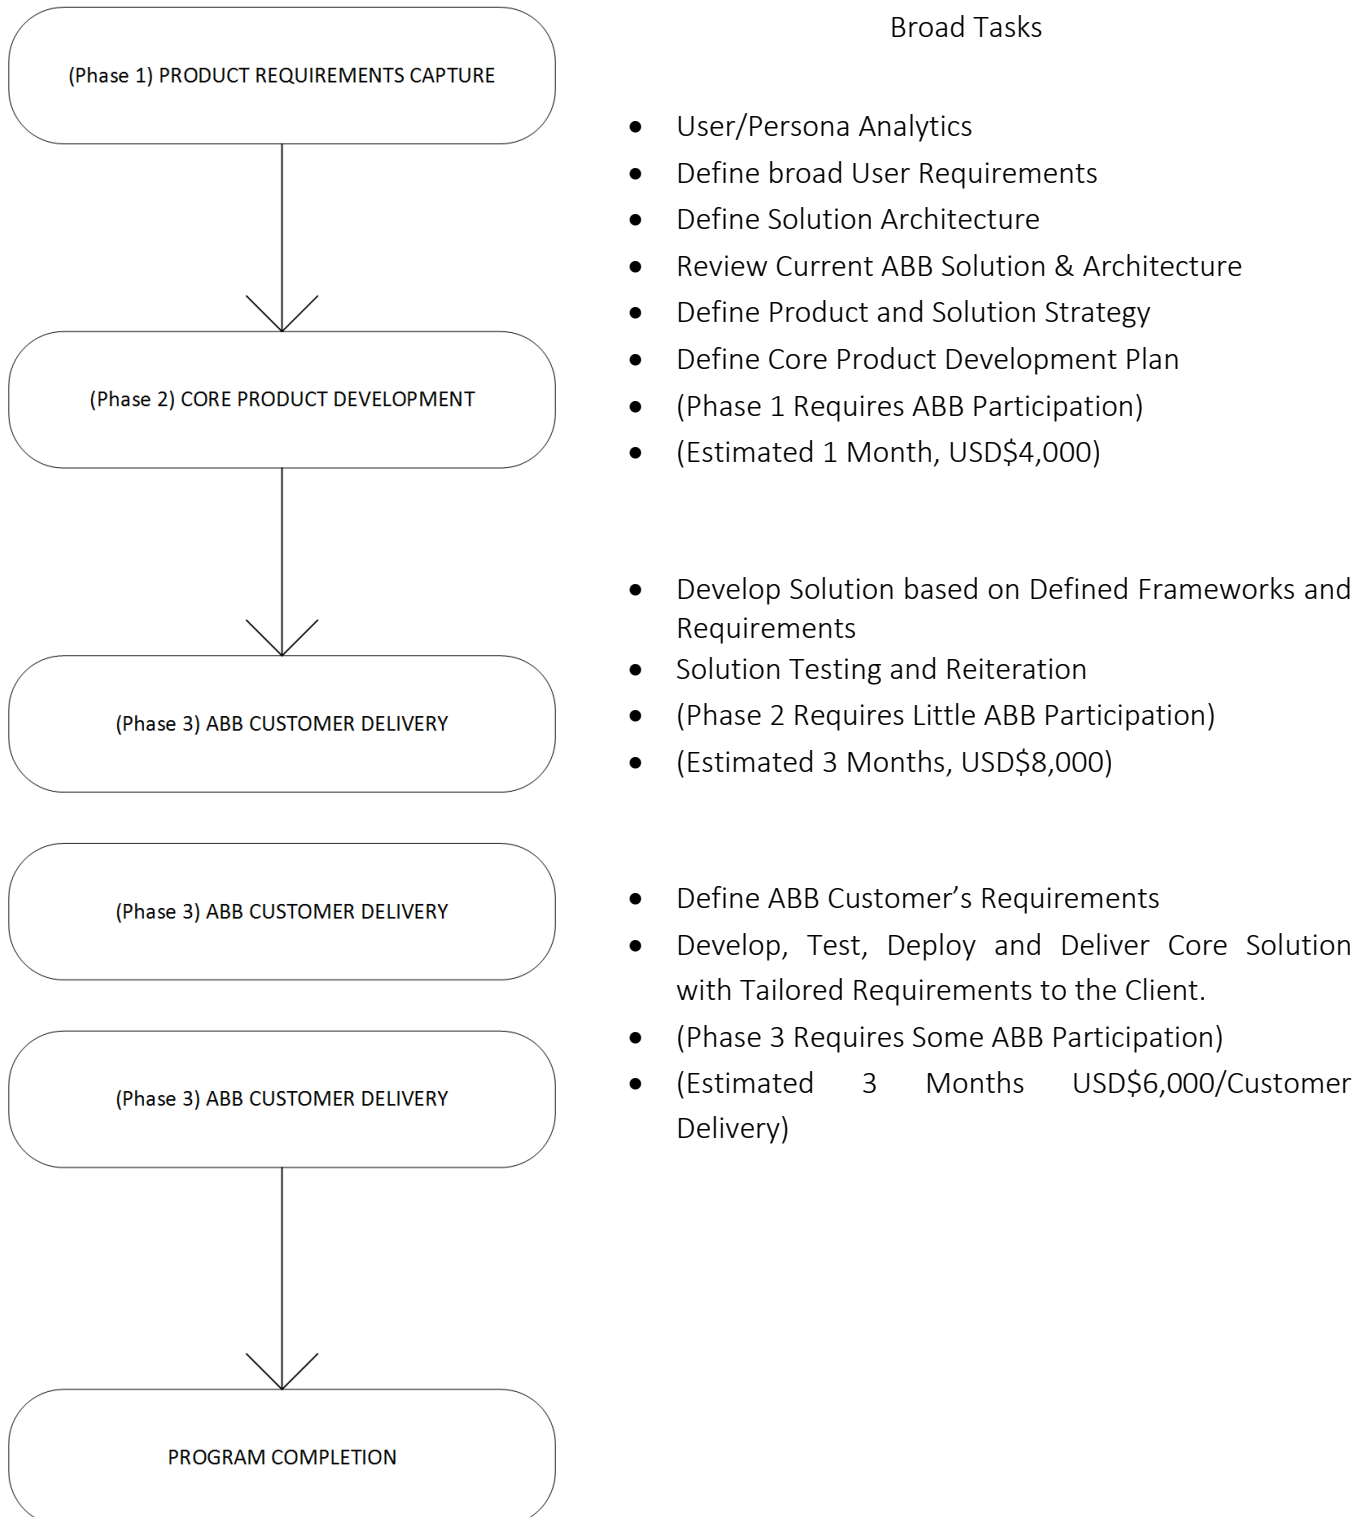 Broad Tasks
(Phase 1) PRODUCT REQUIREMENTS CAPTURE
• User/Persona Analytics
• Define broad User Requirements
• Define Solution Architecture
• Review Current ABB Solution & Architecture
• Define Product and Solution Strategy
• Define Core Product Development Plan
• (Phase 1 Requires ABB Participation)
• (Estimated 1 Month, USD$4,000)
(Phase 2) CORE PRODUCT DEVELOPMENT
• Develop Solution based on Defined Frameworks and
Requirements
• Solution Testing and Reiteration
• (Phase 2 Requires Little ABB Participation)
• (Estimated 3 Months, USD$8,000)
(Phase 3) ABB CUSTOMER DELIVERY
(Phase 3) ABB CUSTOMER DELIVERY
(Phase 3) ABB CUSTOMER DELIVERY
• Define ABB Customer’s Requirements
• Develop, Test, Deploy and Deliver Core Solution
with Tailored Requirements to the Client.
• (Phase 3 Requires Some ABB Participation)
• (Estimated 3 Months USD$6,000/Customer
Delivery)
PROGRAM COMPLETION